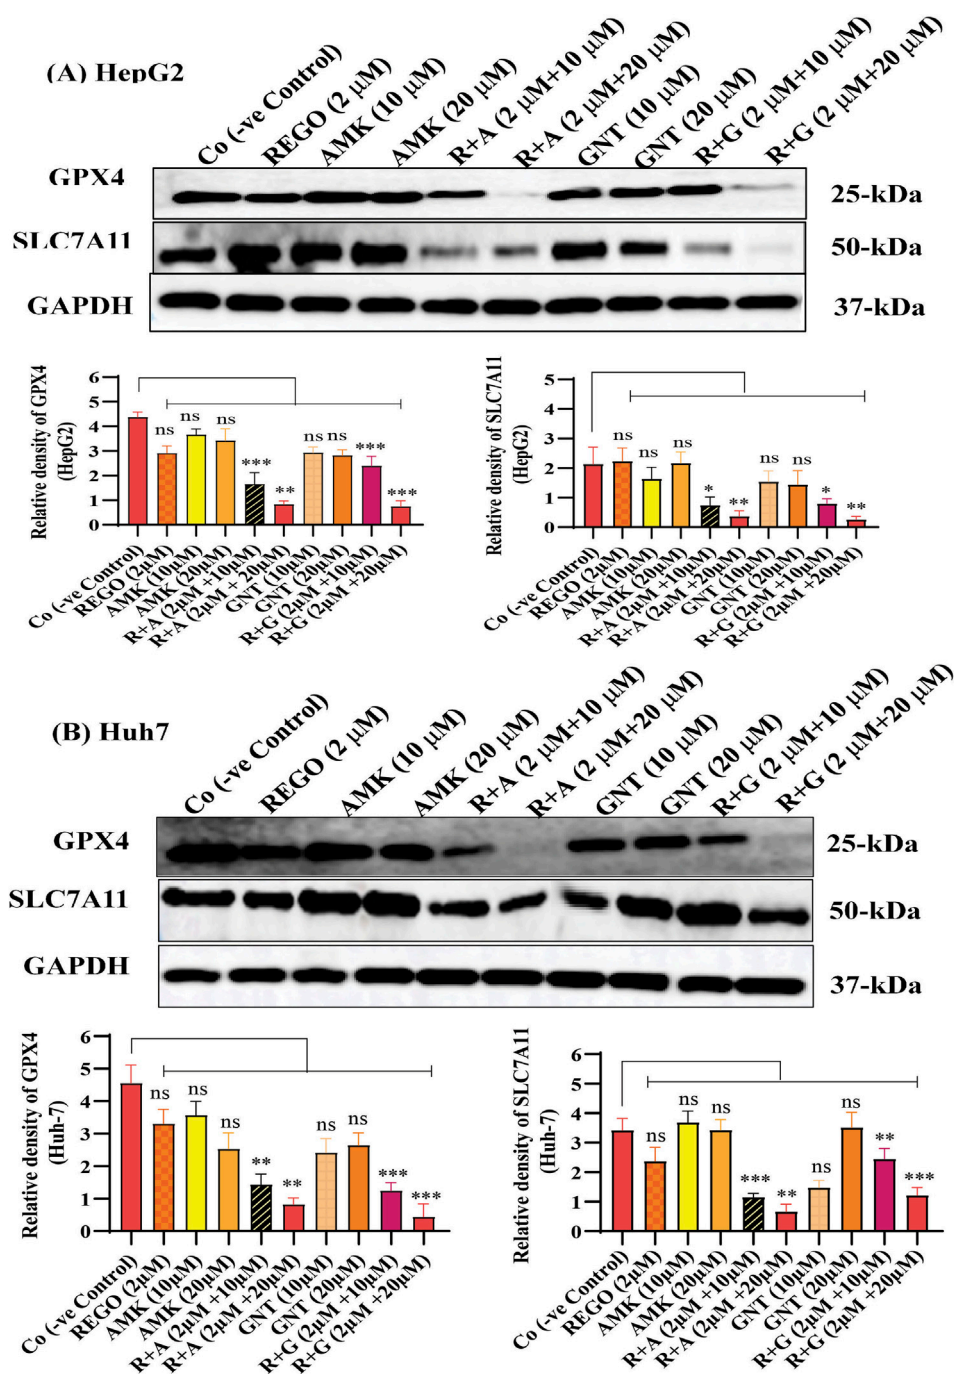 (A) HepG2
Co (-ve Control)
REGO (2 µM)
AMK (10 µM)
AMK (20 µM)
R+A (2 µM+10 µM)
R+A (2 µM+20 µM)
GNT (10 µM)
GNT (20 µM)
R+G (2 µM+10 µM)
R+G (2 µM+20 µM)
GPX4
25-kDa
SLC7A11
50-kDa
GAPDH
37-kDa
Relative density of GPX4
(HepG2)
6
5
4
3
2
1
0
ns
ns
ns
***
**
ns
ns
***
***
Co (-ve Control)
REGO (2µM)
AMK (10µM)
AMK (20µM)
R+A (2µM +10µM)
R+A (2µM + 20µM)
GNT (10µM)
GNT (20µM)
R+G (2µM +10µM)
R+G (2µM +20µM)
Relative density of SLC7A11
(HepG2)
5
4
3
2
1
0
ns
ns
ns
*
**
ns
ns
*
**
Co (-ve Control)
REGO (2µM)
AMK (10µM)
AMK (20µM)
R+A (2µM +10µM)
R+A (2µM + 20µM)
GNT (10µM)
GNT (20µM)
R+G (2µM +10µM)
R+G (2µM +20µM)
(B) Huh7
Co (-ve Control)
REGO (2 µM)
AMK (10 µM)
AMK (20 µM)
R+A (2 µM+10 µM)
R+A (2 µM+20 µM)
GNT (10 µM)
GNT (20 µM)
R+G (2 µM+10 µM)
R+G (2 µM+20 µM)
GPX4
25-kDa
SLC7A11
50-kDa
GAPDH
37-kDa
Relative density of GPX4
(Huh-7)
6
5
4
3
2
1
0
ns
ns
ns
**
**
ns
ns
***
***
Co (-ve Control)
REGO (2µM)
AMK (10µM)
AMK (20µM)
R+A (2µM +10µM)
R+A (2µM +20µM)
GNT (10µM)
GNT (20µM)
R+G (2µM +10µM)
R+G (2µM +20µM)
Relative density of SLC7A11
(Huh-7)
6
5
4
3
2
1
0
ns
ns
ns
***
**
ns
ns
**
***
Co (-ve Control)
REGO (2µM)
AMK (10µM)
AMK (20µM)
R+A (2µM +10µM)
R+A (2µM +20µM)
GNT (10µM)
GNT (20µM)
R+G (2µM +10µM)
R+G (2µM +20µM)